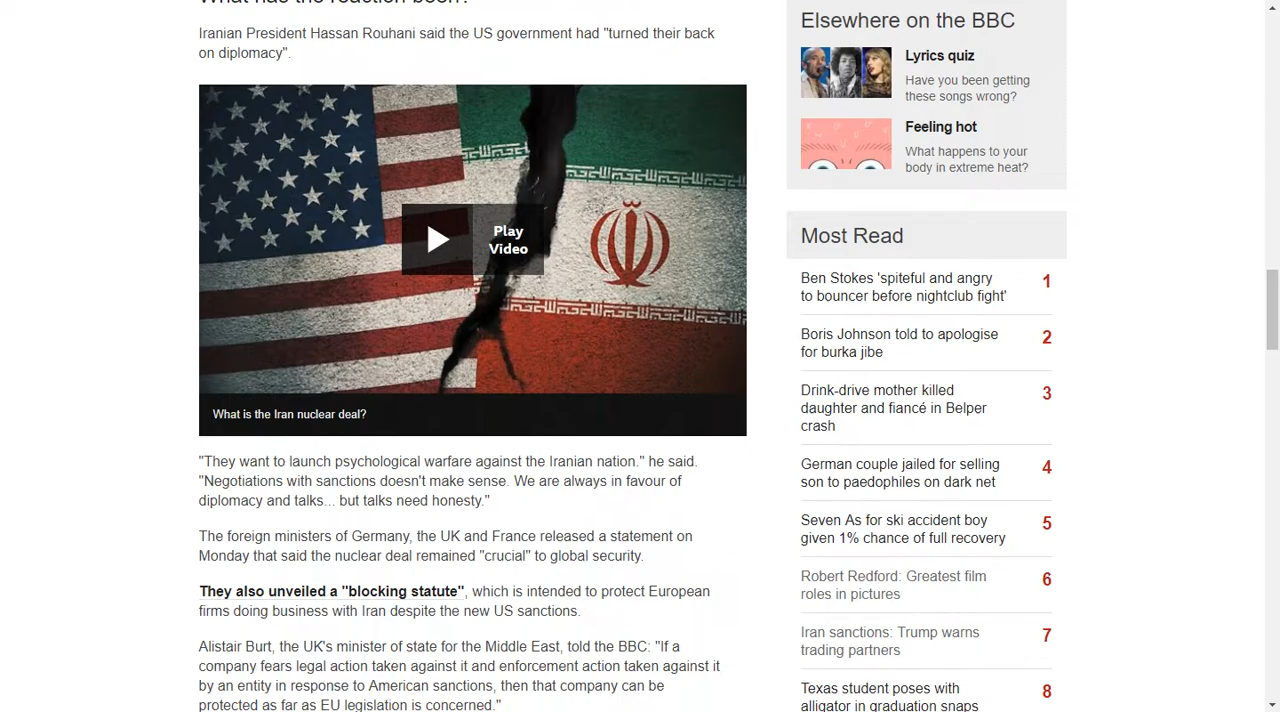 What has the reaction been?
Iranian President Hassan Rouhani said the US government had "turned their back
on diplomacy".
Play
Video
What is the Iran nuclear deal?
"They want to launch psychological warfare against the Iranian nation." he said.
"Negotiations with sanctions doesn't make sense. We are always in favour of
diplomacy and talks... but talks need honesty."
The foreign ministers of Germany, the UK and France released a statement on
Monday that said the nuclear deal remained "crucial" to global security.
They also unveiled a "blocking statute", which is intended to protect European
firms doing business with Iran despite the new US sanctions.
Alistair Burt, the UK's minister of state for the Middle East, told the BBC: "If a
company fears legal action taken against it and enforcement action taken against it
by an entity in response to American sanctions, then that company can be
protected as far as EU legislation is concerned."
Elsewhere on the BBC
Lyrics quiz
Have you been getting
these songs wrong?
Feeling hot
What happens to your
body in extreme heat?
Most Read
Ben Stokes 'spiteful and angry
to bouncer before nightclub fight'
1
Boris Johnson told to apologise
for burka jibe
2
Drink-drive mother killed
daughter and fiancé in Belper
crash
3
German couple jailed for selling
son to paedophiles on dark net
4
Seven As for ski accident boy
given 1% chance of full recovery
5
Robert Redford: Greatest film
roles in pictures
6
Iran sanctions: Trump warns
trading partners
7
Texas student poses with
alligator in graduation snaps
8